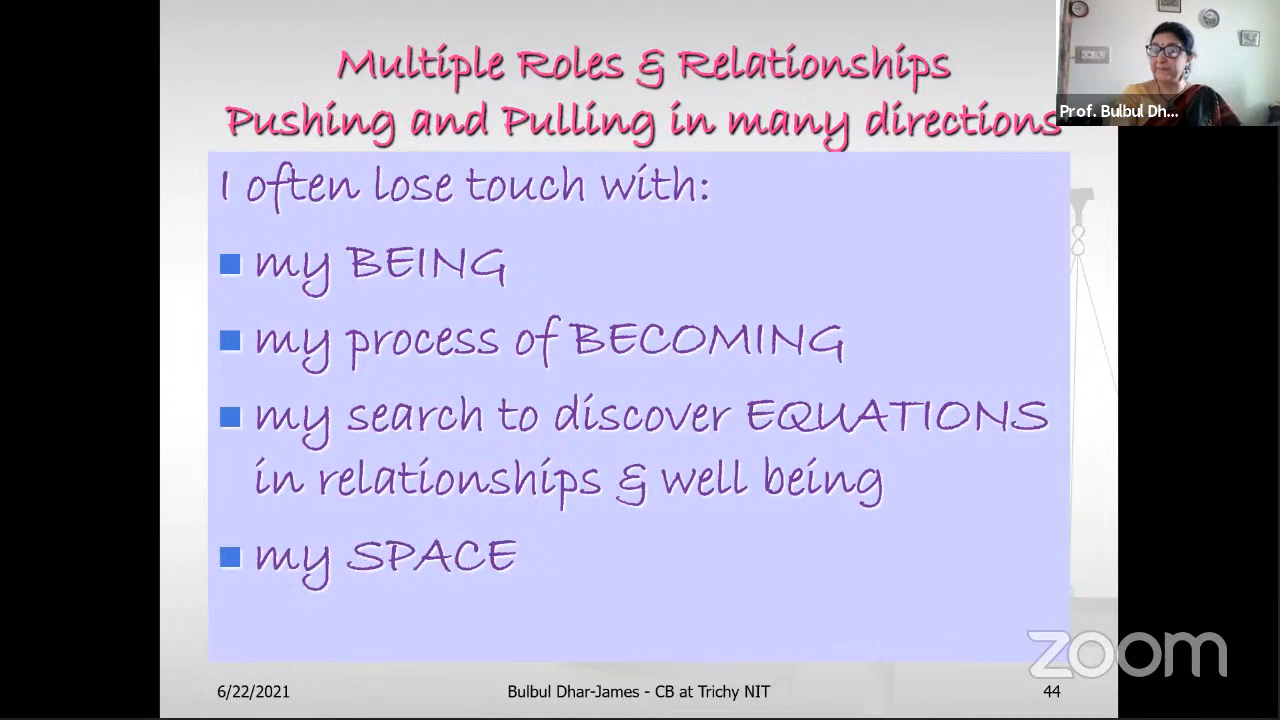 Multiple Roles & Relationships
Pushing and Pulling in many directions
Prof. Bulbul Dh...
I often lose touch with:
my BEING
my process of BECOMING
my search to discover EQUATIONS
in relationships & well being
my SPACE
zoom
6/22/2021
Bulbul Dhar-James - CB at Trichy NIT
44